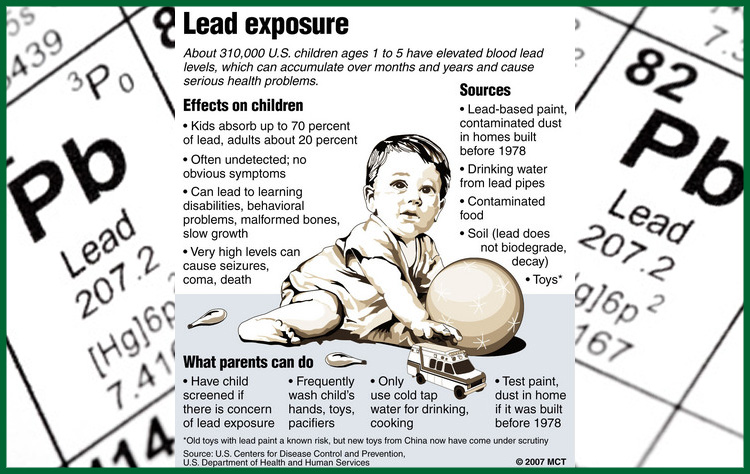 Lead exposure
About 310,000 U.S. children ages 1 to 5 have elevated blood lead
levels, which can accumulate over months and years and cause
serious health problems.
Effects on children
• Kids absorb up to 70 percent
of lead, adults about 20 percent
• Often undetected; no
obvious symptoms
• Can lead to learning
disabilities, behavioral
problems, malformed bones,
slow growth
• Very high levels can
cause seizures,
coma, death
Sources
• Lead-based paint,
contaminated dust
in homes built
before 1978
• Drinking water
from lead pipes
• Contaminated
food
• Soil (lead does
not biodegrade,
decay)
• Toys*
What parents can do
• Have child
screened if
there is concern
of lead exposure
• Frequently
wash child's
hands, toys,
pacifiers
• Only
use cold tap
water for drinking,
cooking
• Test paint,
dust in home
if it was built
before 1978
*Old toys with lead paint a known risk, but new toys from China now have come under scrutiny
Source: U.S. Centers for Disease Control and Prevention,
U.S. Department of Health and Human Services
© 2007 MCT
5s
5439
8
3P0
Pb
Lead
207.2
[Hg]6p
7.41
114
82
7.
Pb
Lead
207.2
g]6p 2
167